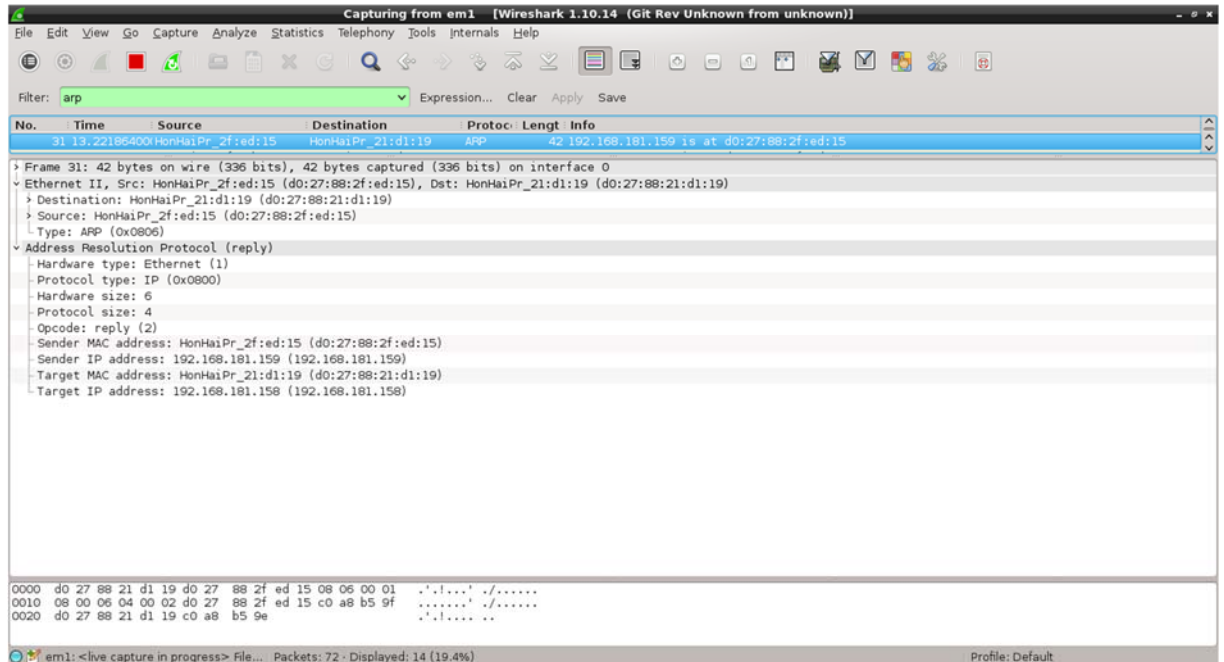 Capturing from em1 [Wireshark 1.10.14 (Git Rev Unknown from unknown)]
File Edit View Go Capture Analyze Statistics Telephony Tools Internals Help
Filter: arp Expression... Clear Apply Save
No. Time Source Destination Protoc Lengt Info
31 13.22186400( HonHaiPr_2f:ed:15 HonHaiPr_21:d1:19 ARP 42 192.168.181.159 is at d0:27:88:2f:ed:15
Frame 31: 42 bytes on wire (336 bits), 42 bytes captured (336 bits) on interface 0
Ethernet II, Src: HonHaiPr_2f:ed:15 (d0:27:88:2f:ed:15), Dst: HonHaiPr_21:d1:19 (d0:27:88:21:d1:19)
Destination: HonHaiPr_21:d1:19 (d0:27:88:21:d1:19)
Source: HonHaiPr_2f:ed:15 (d0:27:88:2f:ed:15)
Type: ARP (0x0806)
Address Resolution Protocol (reply)
Hardware type: Ethernet (1)
Protocol type: IP (0x0800)
Hardware size: 6
Protocol size: 4
Opcode: reply (2)
Sender MAC address: HonHaiPr_2f:ed:15 (d0:27:88:2f:ed:15)
Sender IP address: 192.168.181.159 (192.168.181.159)
Target MAC address: HonHaiPr_21:d1:19 (d0:27:88:21:d1:19)
Target IP address: 192.168.181.158 (192.168.181.158)
0000 d0 27 88 21 d1 19 d0 27 88 2f ed 15 08 06 00 01 .'.!...' ./......
0010 08 00 06 04 00 02 d0 27 88 2f ed 15 c0 a8 b5 9f .......' ./......
0020 d0 27 88 21 d1 19 c0 a8 b5 9e .'.!.... ..
em1: <live capture in progress> File... Packets: 72 · Displayed: 14 (19.4%) Profile: Default